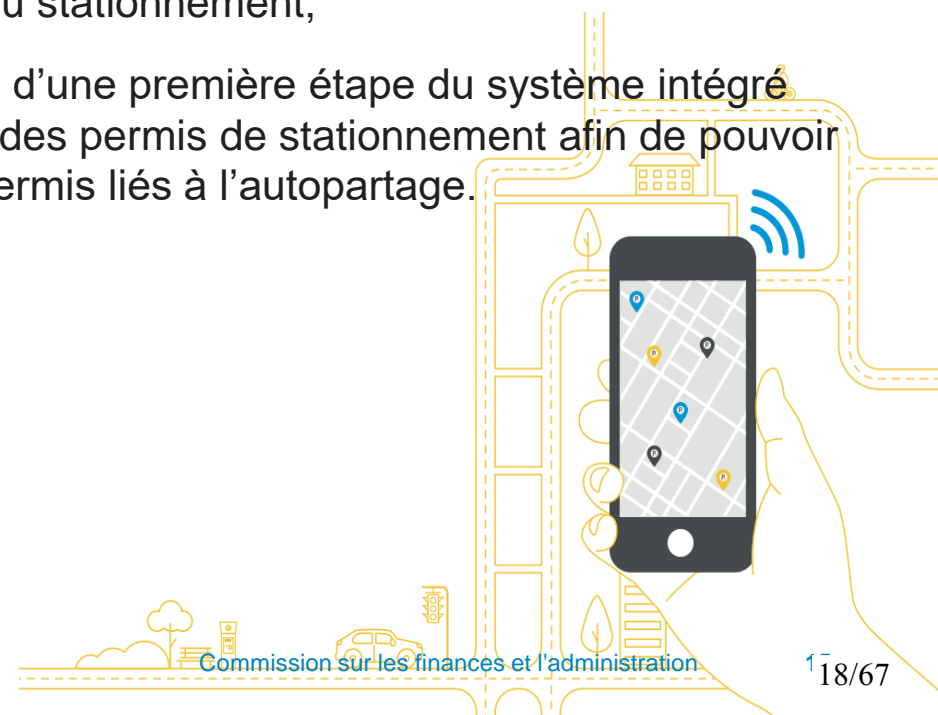 u stationnement,
d’une première étape du système intégré
des permis de stationnement afin de pouvoir
ermis liés à l’autopartage.
P
P
P
P
P
P
Commission sur les finances et l'administration
18/67